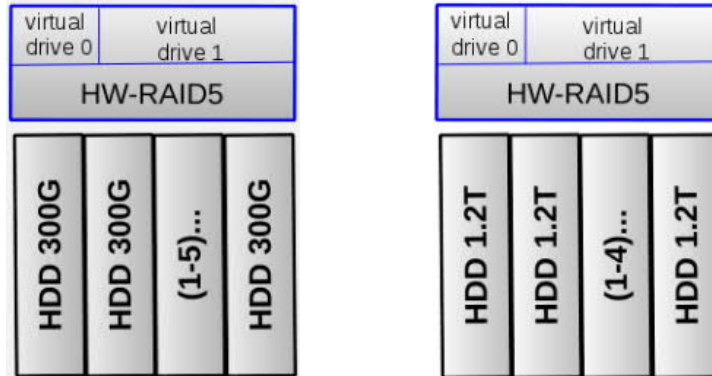 virtual
drive 0
virtual
drive 1
HW-RAID5
HDD 300G
HDD 300G
(1-5)...
HDD 300G
virtual
drive 0
virtual
drive 1
HW-RAID5
HDD 1.2T
HDD 1.2T
(1-4)...
HDD 1.2T